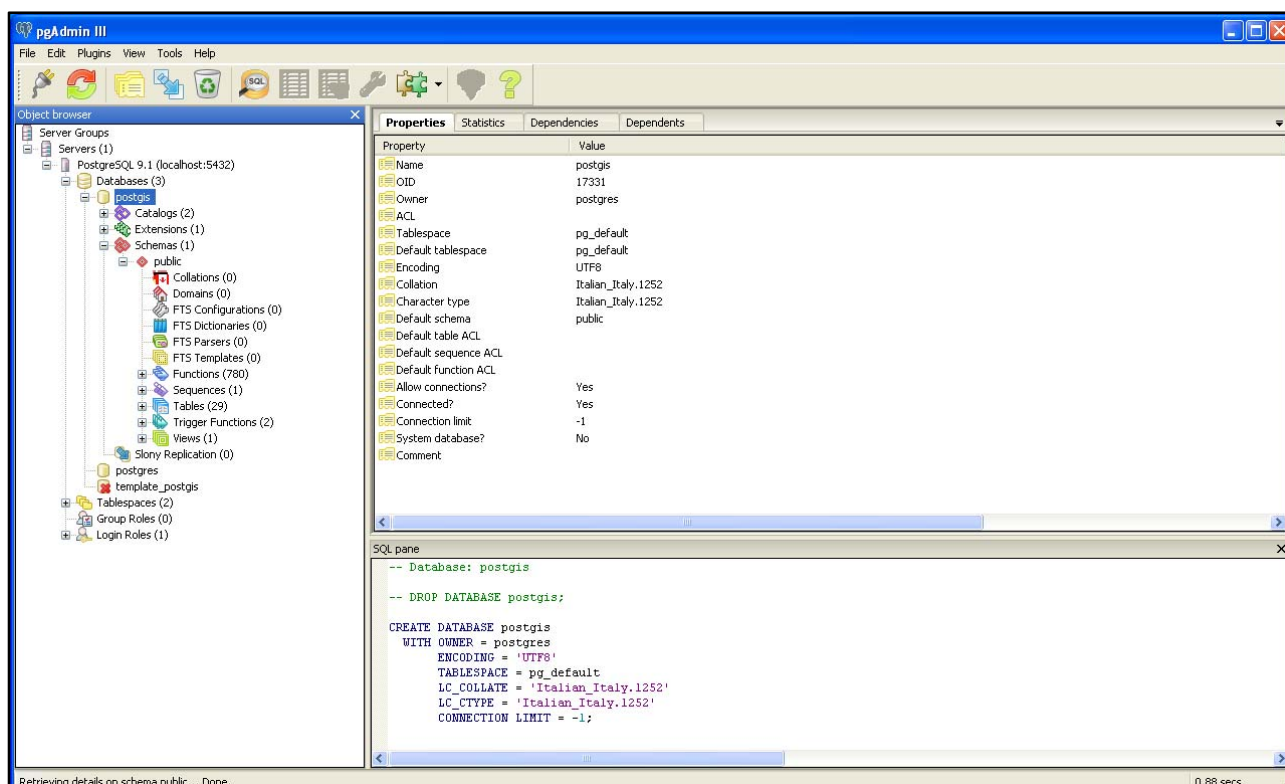 pgAdmin III
File Edit Plugins View Tools Help
SQL
Object browser
Server Groups
Servers (1)
PostgreSQL 9.1 (localhost:5432)
Databases (3)
postgis
Catalogs (2)
Extensions (1)
Schemas (1)
public
Collations (0)
Domains (0)
FTS Configurations (0)
FTS Dictionaries (0)
FTS Parsers (0)
FTS Templates (0)
Functions (780)
Sequences (1)
Tables (29)
Trigger Functions (2)
Views (1)
Slony Replication (0)
postgres
template_postgis
Tablespaces (2)
Group Roles (0)
Login Roles (1)
Properties Statistics Dependencies Dependents
Property Value
Name postgis
OID 17331
Owner postgres
ACL
Tablespace pg_default
Default tablespace pg_default
Encoding UTF8
Collation Italian_Italy.1252
Character type Italian_Italy.1252
Default schema public
Default table ACL
Default sequence ACL
Default function ACL
Allow connections? Yes
Connected? Yes
Connection limit -1
System database? No
Comment
SQL pane
-- Database: postgis
-- DROP DATABASE postgis;
CREATE DATABASE postgis
WITH OWNER = postgres
ENCODING = 'UTF8'
TABLESPACE = pg_default
LC_COLLATE = 'Italian_Italy.1252'
LC_CTYPE = 'Italian_Italy.1252'
CONNECTION LIMIT = -1;
Retrieving details on schema public... Done. 0.88 secs